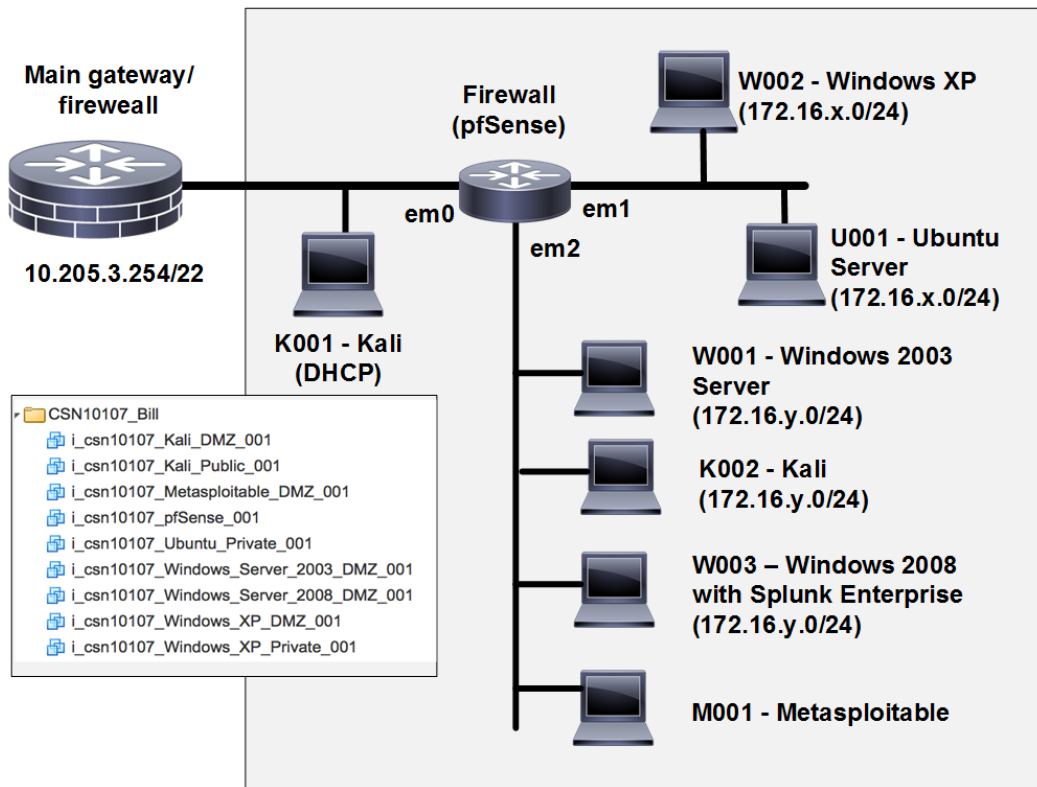 Main gateway/
fireweall
10.205.3.254/22
Firewall
(pfSense)
em0
em1
em2
K001 - Kali
(DHCP)
W002 - Windows XP
(172.16.x.0/24)
U001 - Ubuntu
Server
(172.16.x.0/24)
W001 - Windows 2003
Server
(172.16.y.0/24)
K002 - Kali
(172.16.y.0/24)
W003 – Windows 2008
with Splunk Enterprise
(172.16.y.0/24)
M001 - Metasploitable
CSN10107_Bill
i_csn10107_Kali_DMZ_001
i_csn10107_Kali_Public_001
i_csn10107_Metasploitable_DMZ_001
i_csn10107_pfSense_001
i_csn10107_Ubuntu_Private_001
i_csn10107_Windows_Server_2003_DMZ_001
i_csn10107_Windows_Server_2008_DMZ_001
i_csn10107_Windows_XP_DMZ_001
i_csn10107_Windows_XP_Private_001